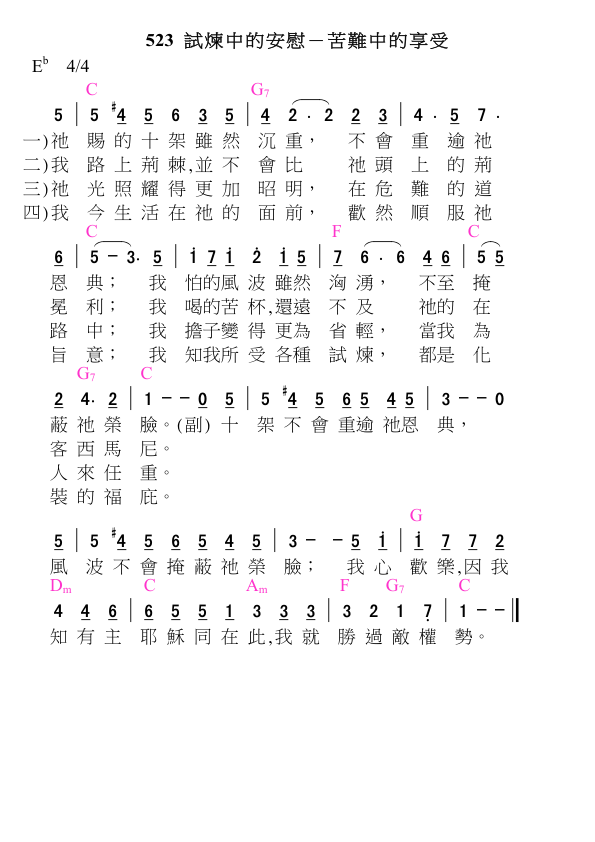 523 試煉中的安慰－苦難中的享受
E♭ 4/4
C G7
5 | 5 #4 5 6 3 5 | 4 2 . 2 2 3 | 4 . 5 7 .
一)祂 賜 的 十 架 雖 然 沉 重， 不 會 重 逾 祂
二)我 路 上 荊 棘,並 不 會 比 祂 頭 上 的 荊
三)祂 光 照 耀 得 更 加 昭 明， 在 危 難 的 道
四)我 今 生 活 在 祂 的 面 前， 歡 然 順 服 祂
C F C
6 | 5 – 3. 5 | i 7 i 2 i 5 | 7 6 . 6 4 6 | 5 5
恩 典； 我 怕的風 波 雖然 洶 湧， 不至 掩
冕 利； 我 喝的苦 杯,還遠 不 及 祂的 在
路 中； 我 擔子變 得 更為 省 輕， 當我 為
旨 意； 我 知我所 受 各種 試 煉， 都是 化
G7 C
2 4. 2 | 1 – – 0 5 | 5 #4 5 6 5 4 5 | 3 – – 0
蔽 祂 榮 臉。(副) 十 架 不 會 重逾 祂恩 典，
客 西 馬 尼。
人 來 任 重。
裝 的 福 庇。
G
5 | 5 #4 5 6 5 4 5 | 3 – – 5 i | i 7 7 2
風 波 不 會 掩 蔽 祂 榮 臉； 我 心 歡 樂,因 我
Dm C Am F G7 C
4 4 6 | 6 5 5 1 3 3 3 | 3 2 1 7 | 1 – – ‖
知 有 主 耶 穌 同 在 此,我 就 勝 過 敵 權 勢。